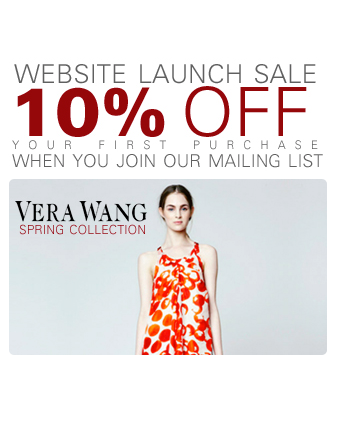 WEBSITE LAUNCH SALE
10% OFF
YOUR FIRST PURCHASE
WHEN YOU JOIN OUR MAILING LIST
VERA WANG
SPRING COLLECTION